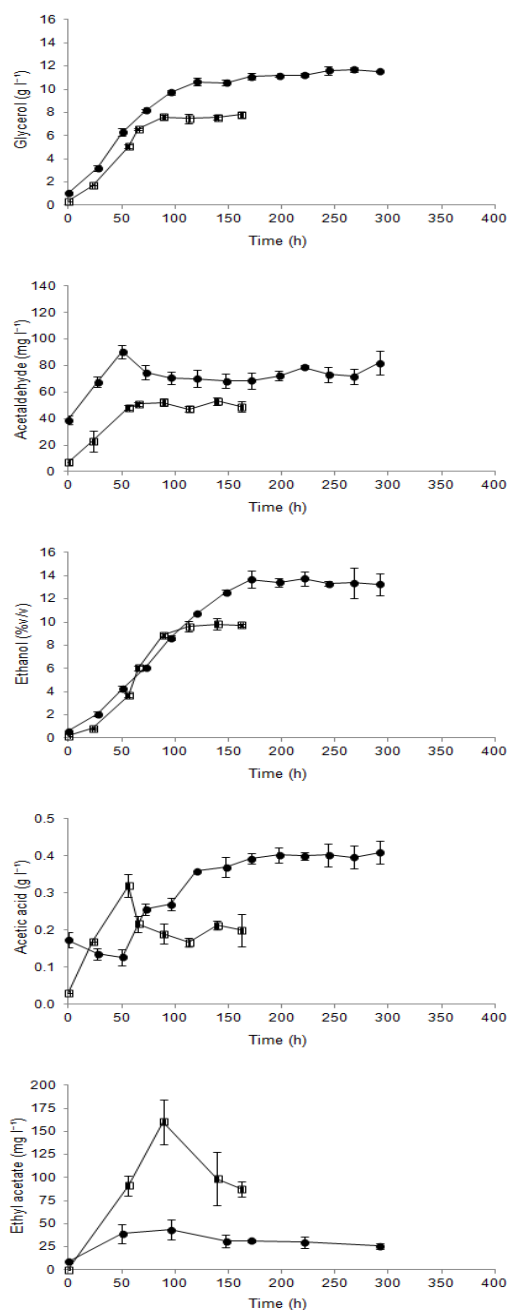 Glycerol (g l⁻¹)
16
14
12
10
8
6
4
2
0
0 50 100 150 200 250 300 350 400
Time (h)
Acetaldehyde (mg l⁻¹)
140
120
100
80
60
40
20
0
0 50 100 150 200 250 300 350 400
Time (h)
Ethanol (%v/v)
16
14
12
10
8
6
4
2
0
0 50 100 150 200 250 300 350 400
Time (h)
Acetic acid (g l⁻¹)
0.5
0.4
0.3
0.2
0.1
0.0
0 50 100 150 200 250 300 350 400
Time (h)
Ethyl acetate (mg l⁻¹)
200
175
150
125
100
75
50
25
0
0 50 100 150 200 250 300 350 400
Time (h)